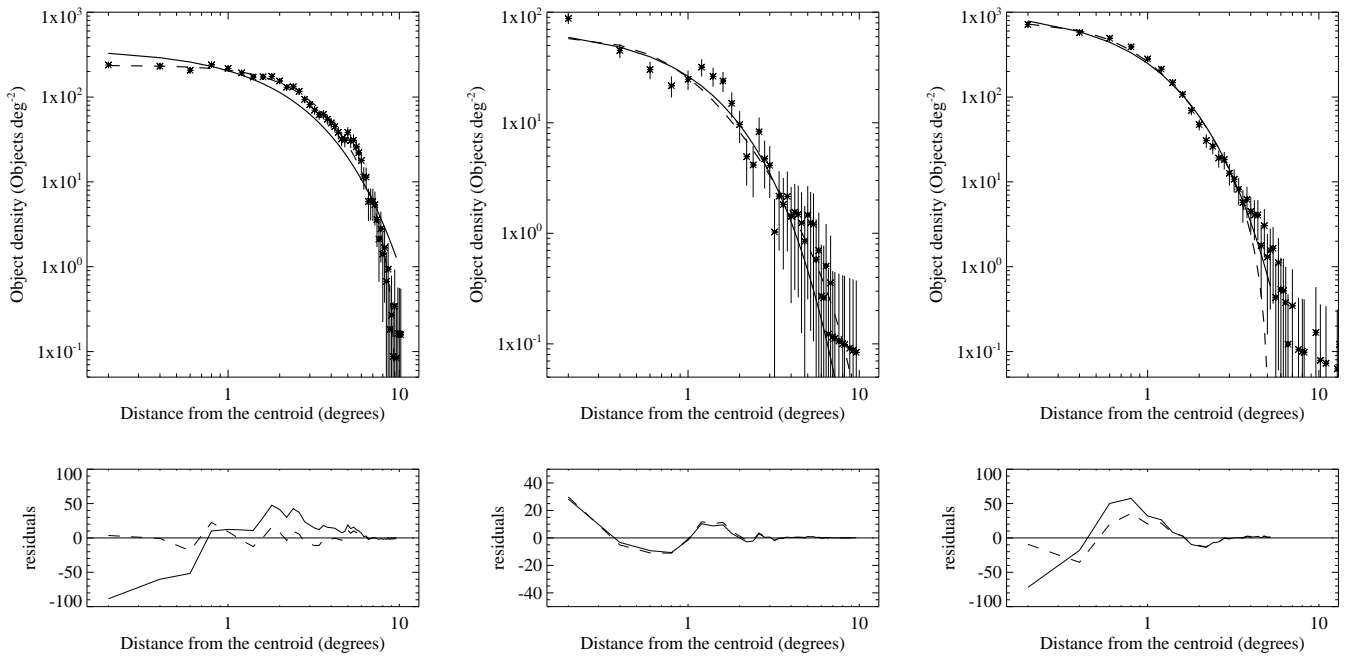 1x10^3
1x10^2
1x10^1
1x10^0
1x10^-1
Object density (Objects deg^-2)
1 10
Distance from the centroid (degrees)
1x10^2
1x10^1
1x10^0
1x10^-1
Object density (Objects deg^-2)
1 10
Distance from the centroid (degrees)
1x10^3
1x10^2
1x10^1
1x10^0
1x10^-1
Object density (Objects deg^-2)
1 10
Distance from the centroid (degrees)
100
50
0
-50
-100
residuals
1 10
Distance from the centroid (degrees)
40
20
0
-20
-40
residuals
1 10
Distance from the centroid (degrees)
100
50
0
-50
-100
residuals
1 10
Distance from the centroid (degrees)